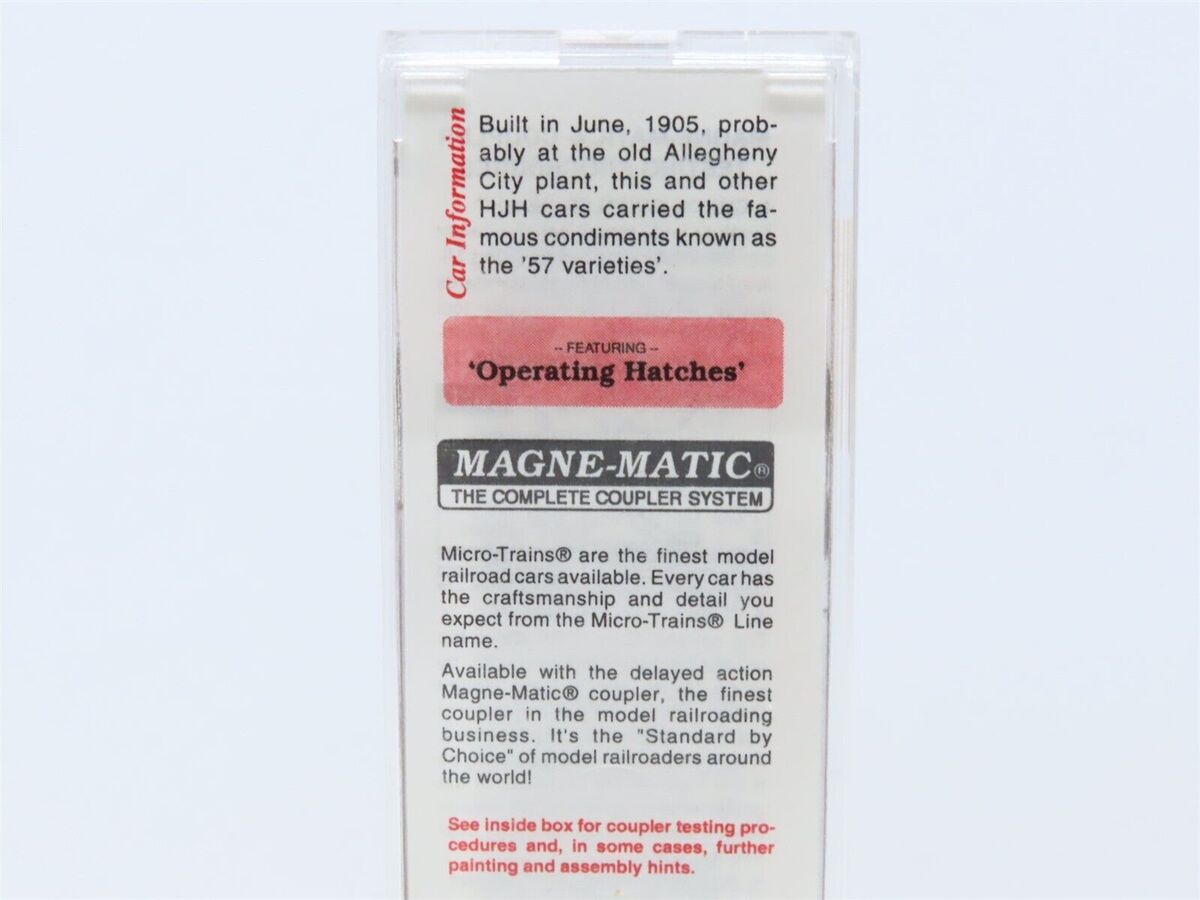 Car Information
Built in June, 1905, prob-
ably at the old Allegheny
City plant, this and other
HJH cars carried the fa-
mous condiments known as
the '57 varieties'.
-- FEATURING --
'Operating Hatches'
MAGNE-MATIC®
THE COMPLETE COUPLER SYSTEM
Micro-Trains® are the finest model
railroad cars available. Every car has
the craftsmanship and detail you
expect from the Micro-Trains® Line
name.
Available with the delayed action
Magne-Matic® coupler, the finest
coupler in the model railroading
business. It's the "Standard by
Choice" of model railroaders around
the world!
See inside box for coupler testing pro-
cedures and, in some cases, further
painting and assembly hints.